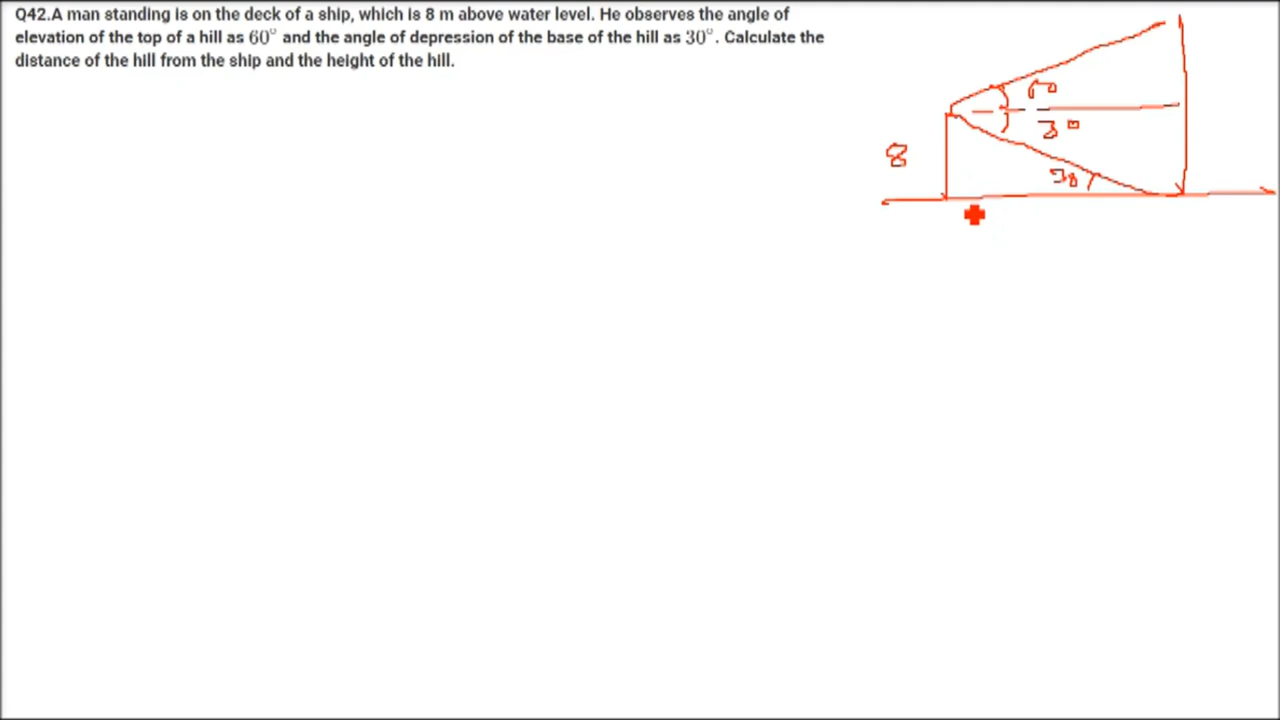 Q42.A man standing is on the deck of a ship, which is 8 m above water level. He observes the angle of
elevation of the top of a hill as 60° and the angle of depression of the base of the hill as 30°. Calculate the
distance of the hill from the ship and the height of the hill.
60
30
8
30